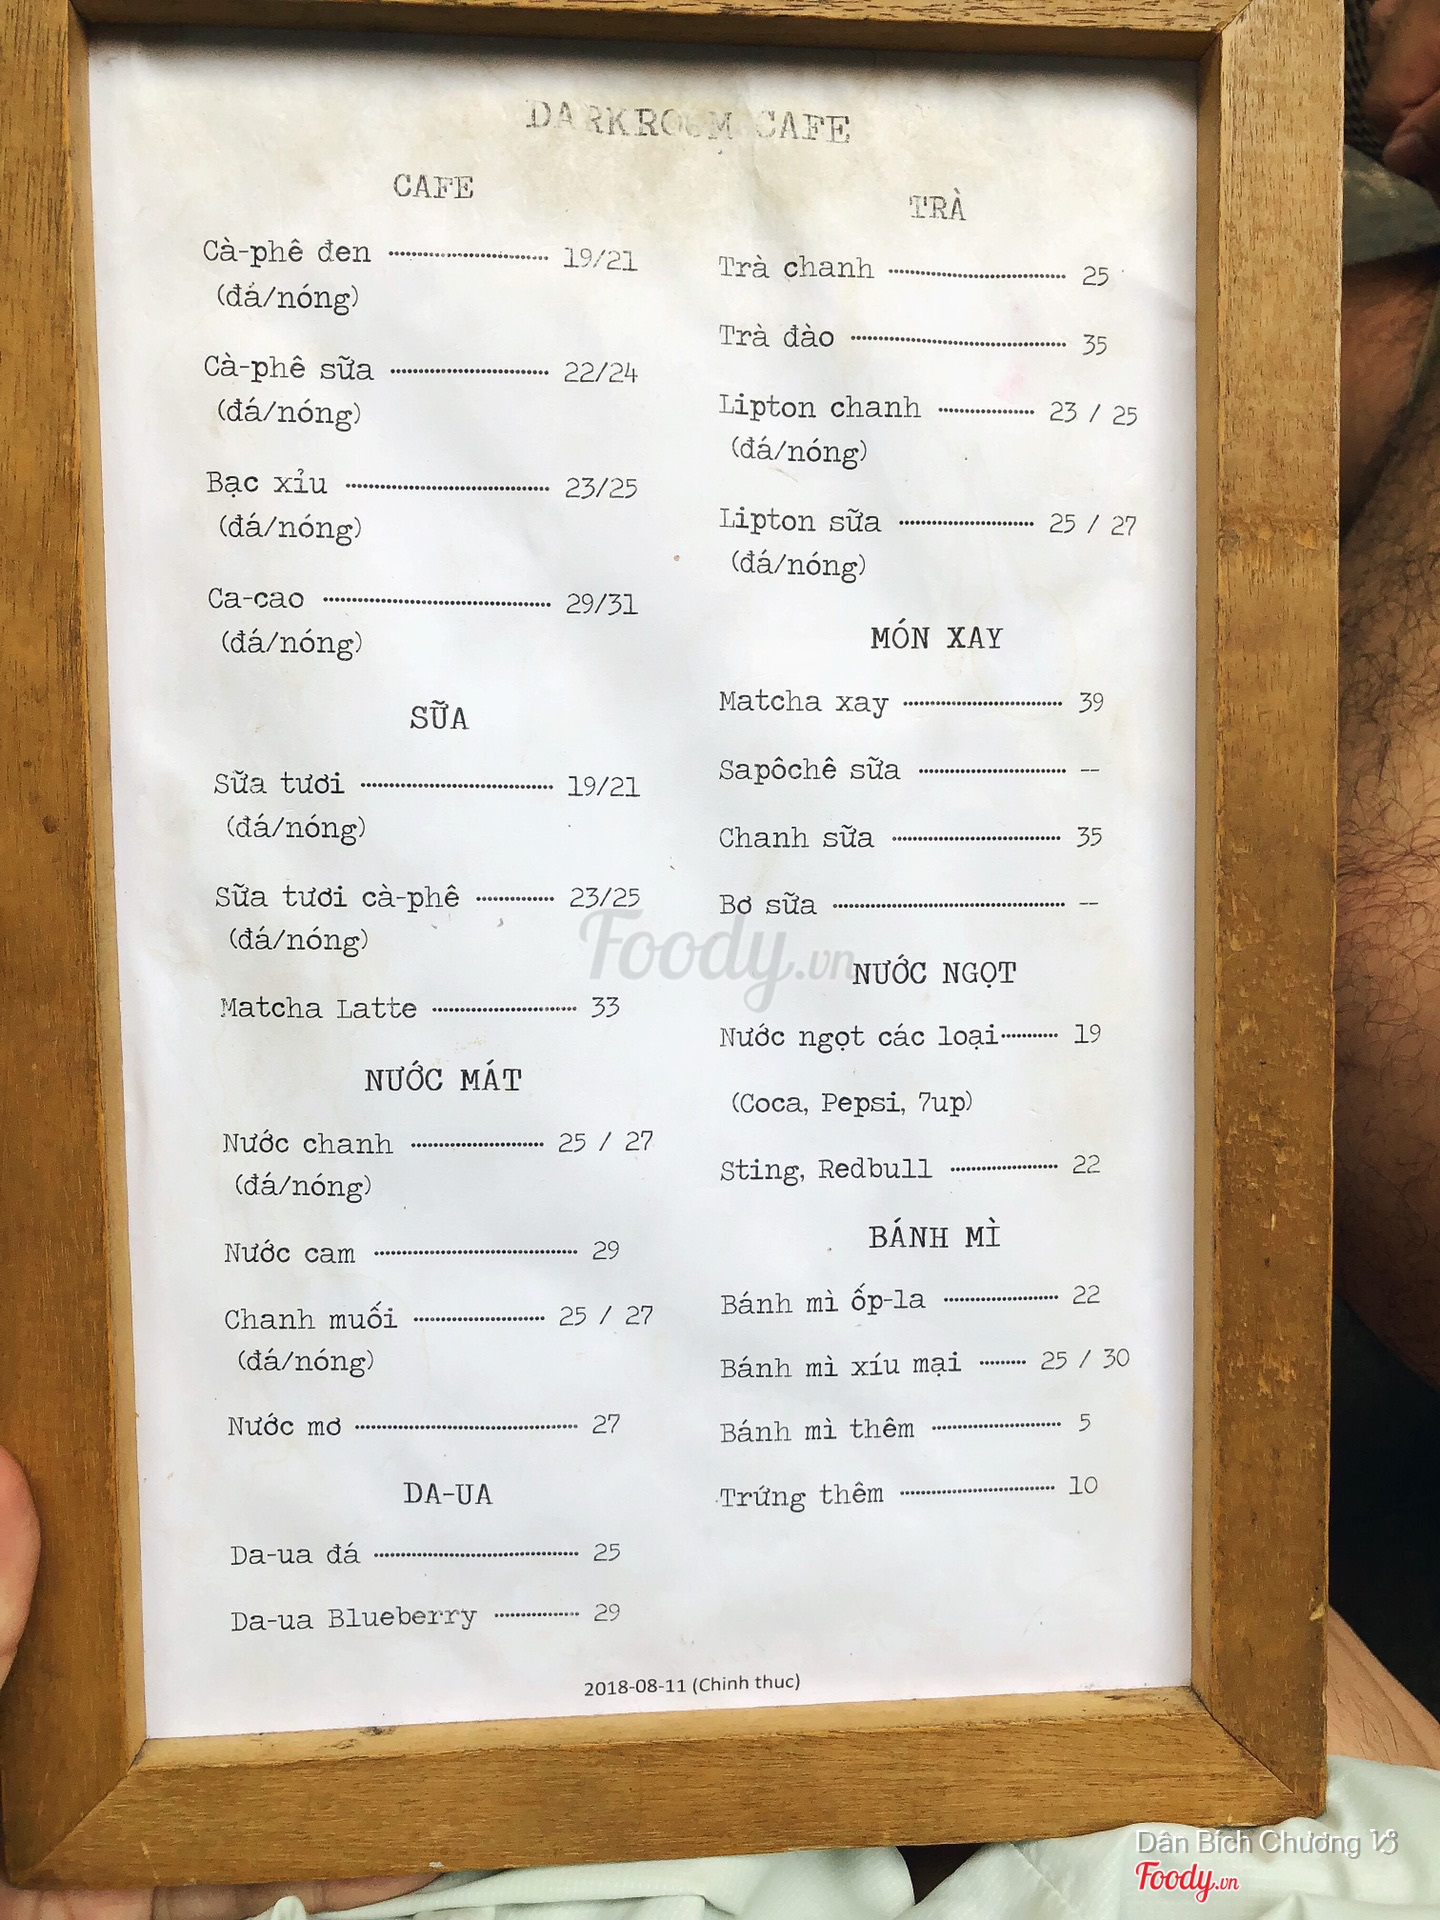 DARKROOM CAFE
CAFE
Cà-phê đen ........................ 19/21
(đá/nóng)
Cà-phê sữa ........................ 22/24
(đá/nóng)
Bạc xỉu ........................ 23/25
(đá/nóng)
Ca-cao ........................ 29/31
(đá/nóng)
SỮA
Sữa tươi ........................ 19/21
(đá/nóng)
Sữa tươi cà-phê ............ 23/25
(đá/nóng)
Matcha Latte ........................ 33
NƯỚC MÁT
Nước chanh .................... 25 / 27
(đá/nóng)
Nước cam ........................ 29
Chanh muối .................... 25 / 27
(đá/nóng)
Nước mơ ........................ 27
DA-UA
Da-ua đá ........................ 25
Da-ua Blueberry ............ 29
TRÀ
Trà chanh ........................ 25
Trà đào ........................ 35
Lipton chanh ............ 23 / 25
(đá/nóng)
Lipton sữa ................ 25 / 27
(đá/nóng)
MÓN XAY
Matcha xay ........................ 39
Sapôchê sữa ........................ --
Chanh sữa ........................ 35
Bơ sữa ........................ --
NƯỚC NGỌT
Nước ngọt các loại......... 19
(Coca, Pepsi, 7up)
Sting, Redbull ................ 22
BÁNH MÌ
Bánh mì ốp-la ................ 22
Bánh mì xíu mại ....... 25 / 30
Bánh mì thêm ................ 5
Trứng thêm ........................ 10
2018-08-11 (Chinh thuc)
Foody.vn
Dân Bích Chương
Foody.vn